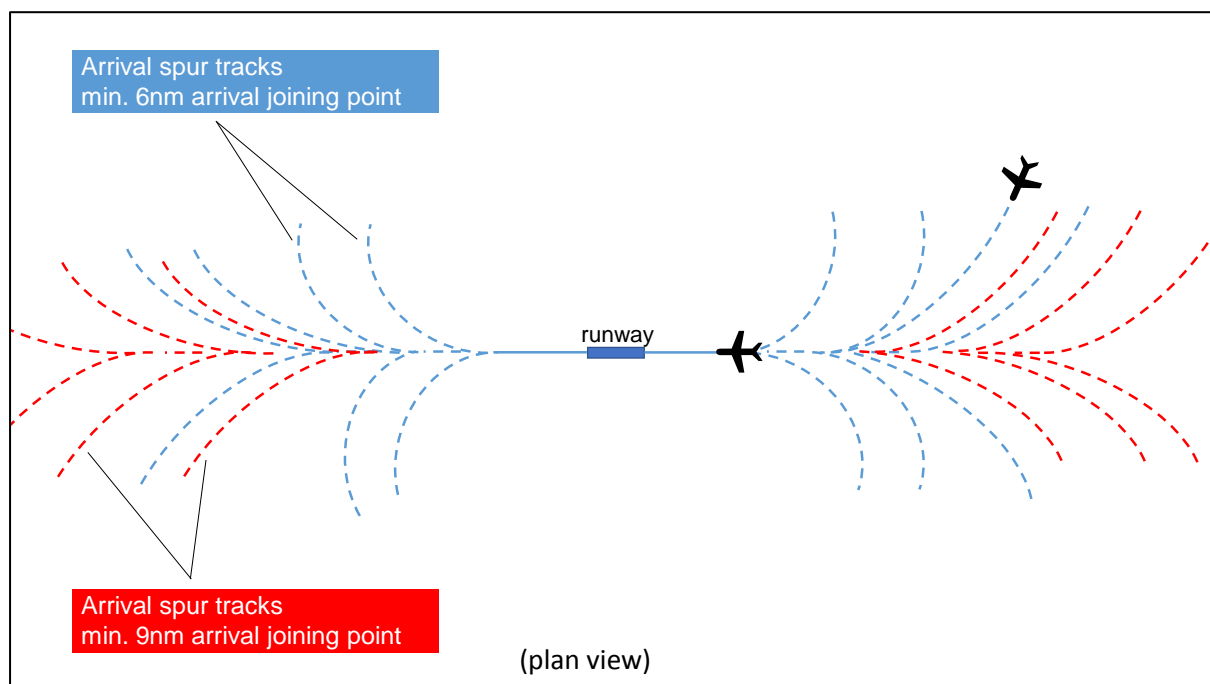 Arrival spur tracks
min. 6nm arrival joining point
runway
Arrival spur tracks
min. 9nm arrival joining point
(plan view)